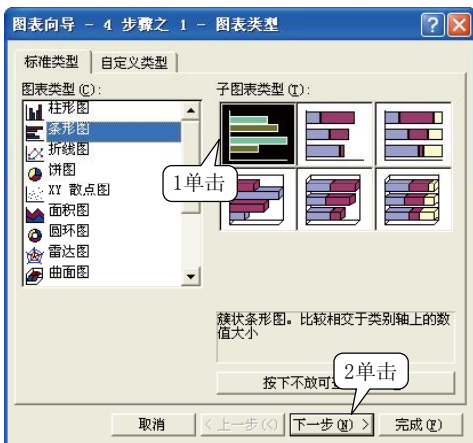 图表向导 - 4 步骤之 1 - 图表类型
标准类型 自定义类型
图表类型(C):
柱形图
条形图
折线图
饼图
XY 散点图
面积图
圆环图
雷达图
曲面图
子图表类型(T):
1单击
簇状条形图。比较相交于类别轴上的数
值大小
按下不放可
2单击
取消 <上一步(<) 下一步(N) > 完成(F)